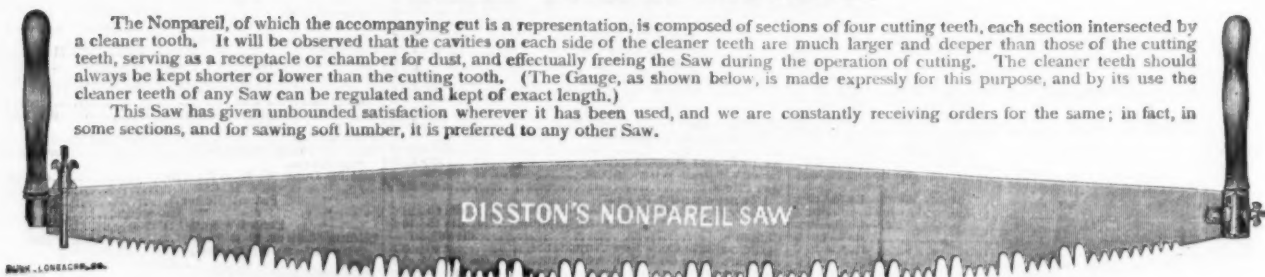 The Nonpareil, of which the accompanying cut is a representation, is composed of sections of four cutting teeth, each section intersected by
a cleaner tooth. It will be observed that the cavities on each side of the cleaner teeth are much larger and deeper than those of the cutting
teeth, serving as a receptacle or chamber for dust, and effectually freeing the Saw during the operation of cutting. The cleaner teeth should
always be kept shorter or lower than the cutting tooth. (The Gauge, as shown below, is made expressly for this purpose, and by its use the
cleaner teeth of any Saw can be regulated and kept of exact length.)
This Saw has given unbounded satisfaction wherever it has been used, and we are constantly receiving orders for the same; in fact, in
some sections, and for sawing soft lumber, it is preferred to any other Saw.
DISSTON'S NONPAREIL SAW